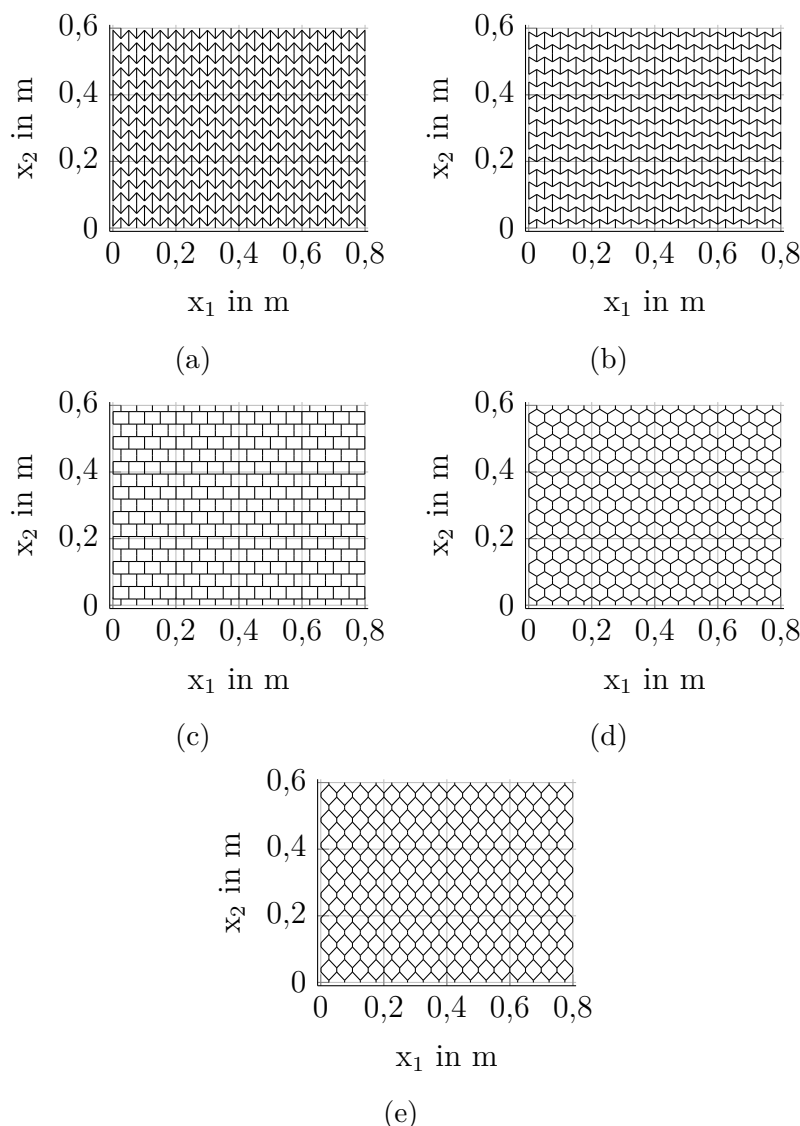 0,6 0,6
0,4 0,4
x2 in m x2 in m
0,2 0,2
0 0
0 0,2 0,4 0,6 0,8 0 0,2 0,4 0,6 0,8
x1 in m x1 in m
(a) (b)
0,6 0,6
0,4 0,4
x2 in m x2 in m
0,2 0,2
0 0
0 0,2 0,4 0,6 0,8 0 0,2 0,4 0,6 0,8
x1 in m x1 in m
(c) (d)
0,6
0,4
x2 in m
0,2
0
0 0,2 0,4 0,6 0,8
x1 in m
(e)